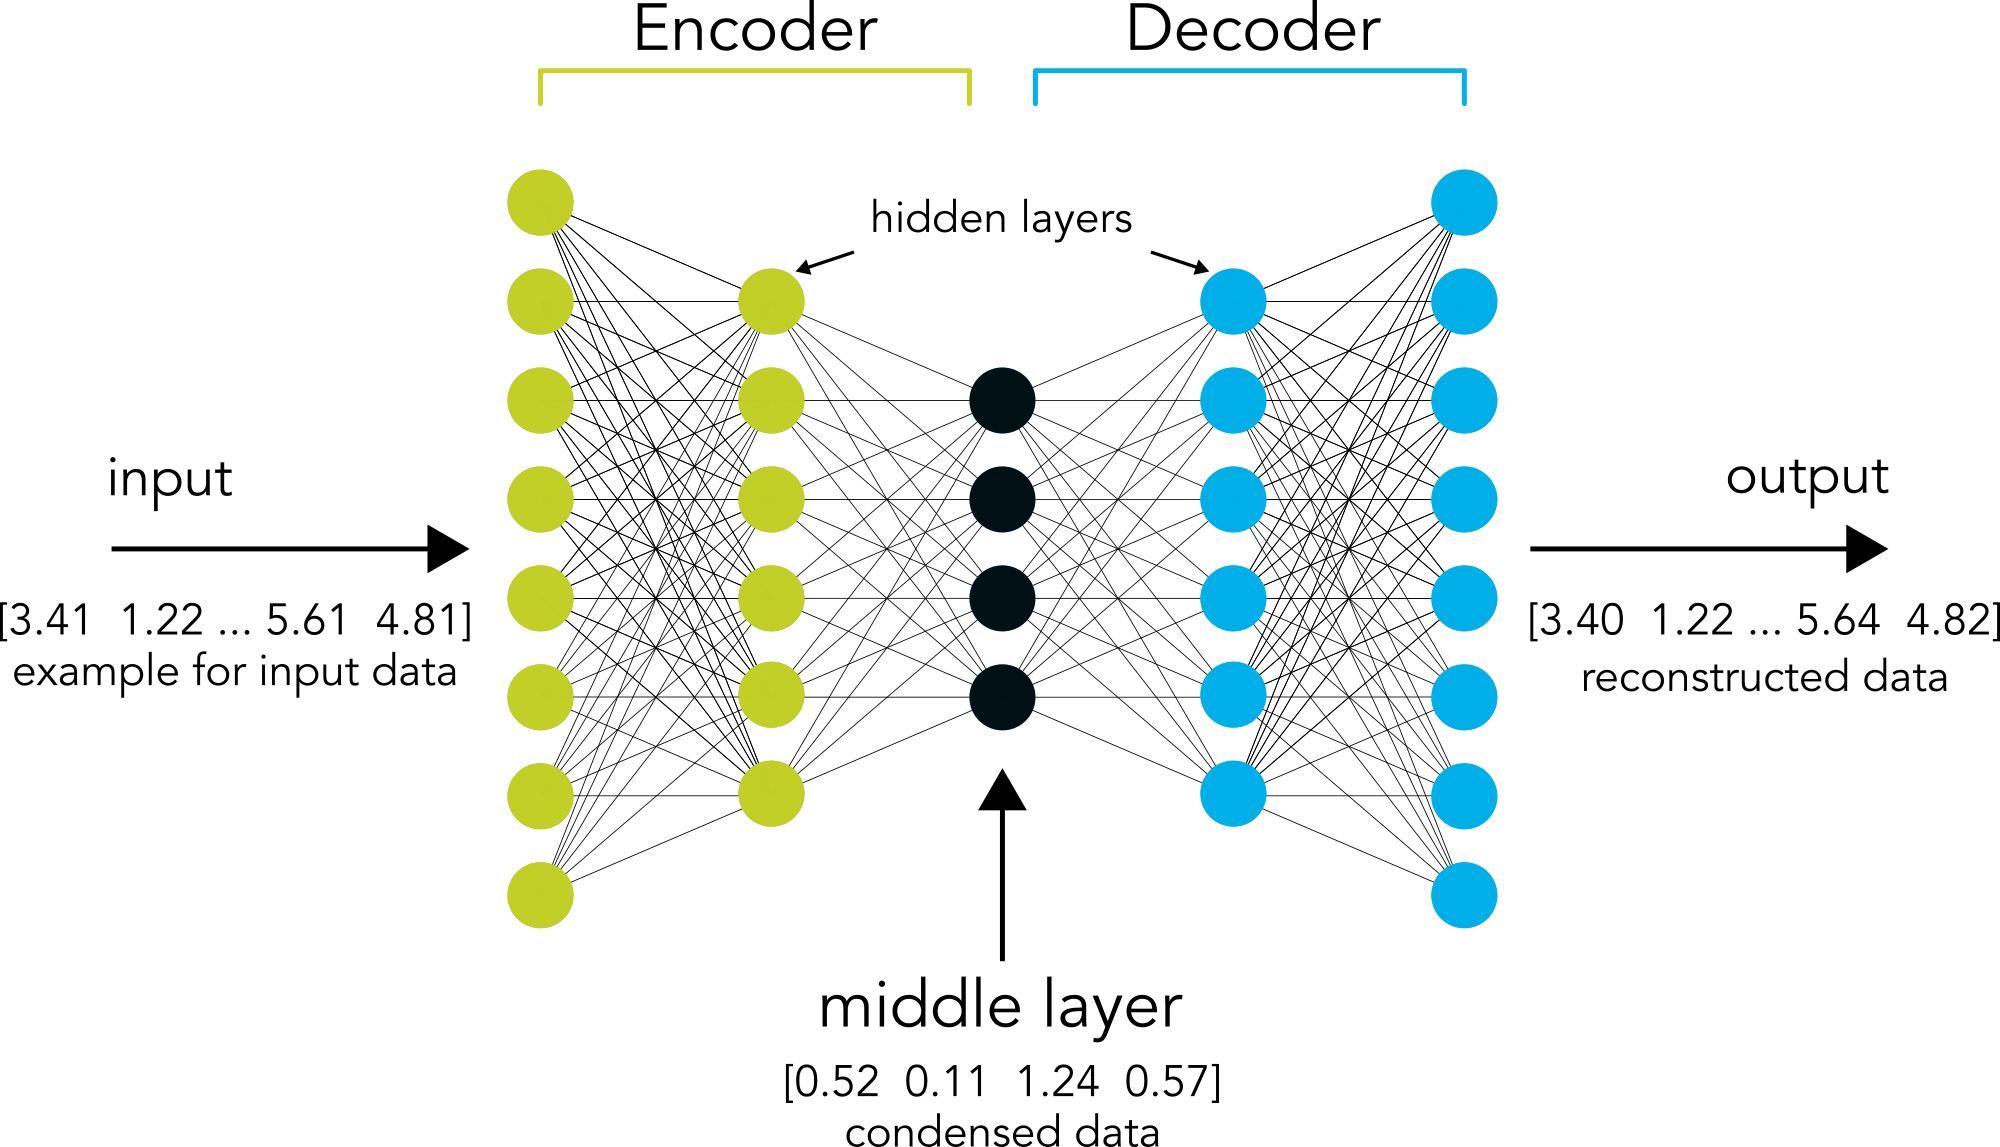 Encoder
Decoder
hidden layers
input
output
[3.41 1.22 ... 5.61 4.81]
example for input data
[3.40 1.22 ... 5.64 4.82]
reconstructed data
middle layer
[0.52 0.11 1.24 0.57]
condensed data